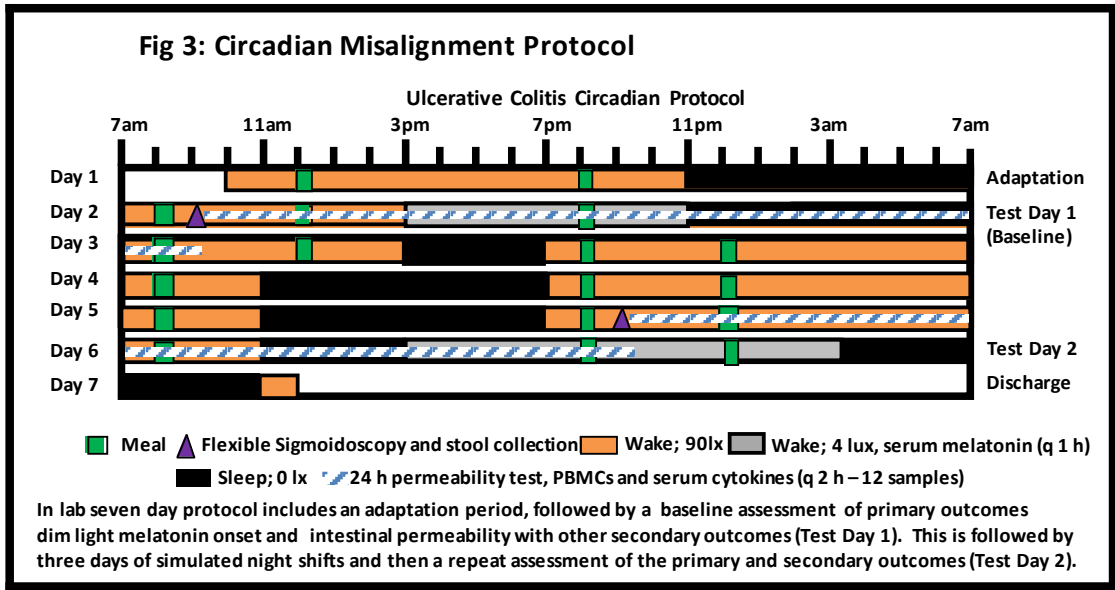 Fig 3: Circadian Misalignment Protocol
Ulcerative Colitis Circadian Protocol
7am 11am 3pm 7pm 11pm 3am 7am
Day 1 Adaptation
Day 2 Test Day 1
(Baseline)
Day 3
Day 4
Day 5
Day 6 Test Day 2
Day 7 Discharge
Meal Flexible Sigmoidoscopy and stool collection Wake; 90lx Wake; 4 lux, serum melatonin (q 1 h)
Sleep; 0 lx 24 h permeability test, PBMCs and serum cytokines (q 2 h – 12 samples)
In lab seven day protocol includes an adaptation period, followed by a baseline assessment of primary outcomes
dim light melatonin onset and intestinal permeability with other secondary outcomes (Test Day 1). This is followed by
three days of simulated night shifts and then a repeat assessment of the primary and secondary outcomes (Test Day 2).